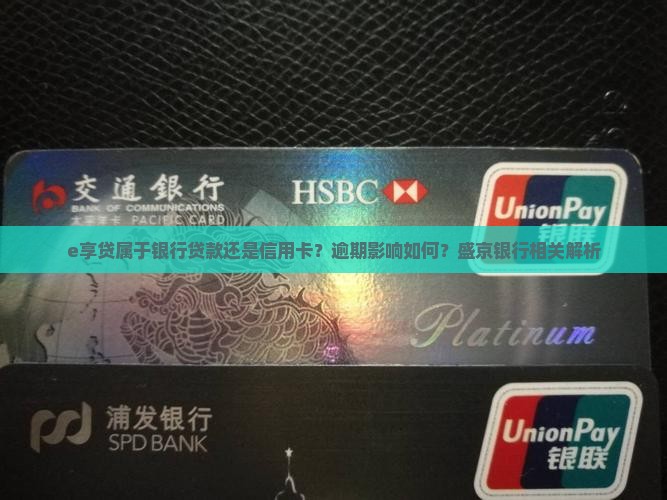 交通銀行
BANK OF COMMUNICATIONS
太平洋卡 PACIFIC CARD
HSBC
UnionPay
银联
e享贷属于银行贷款还是信用卡？逾期影响如何？盛京银行相关解析
Platinum
浦发银行
SPD BANK
UnionPay
银联